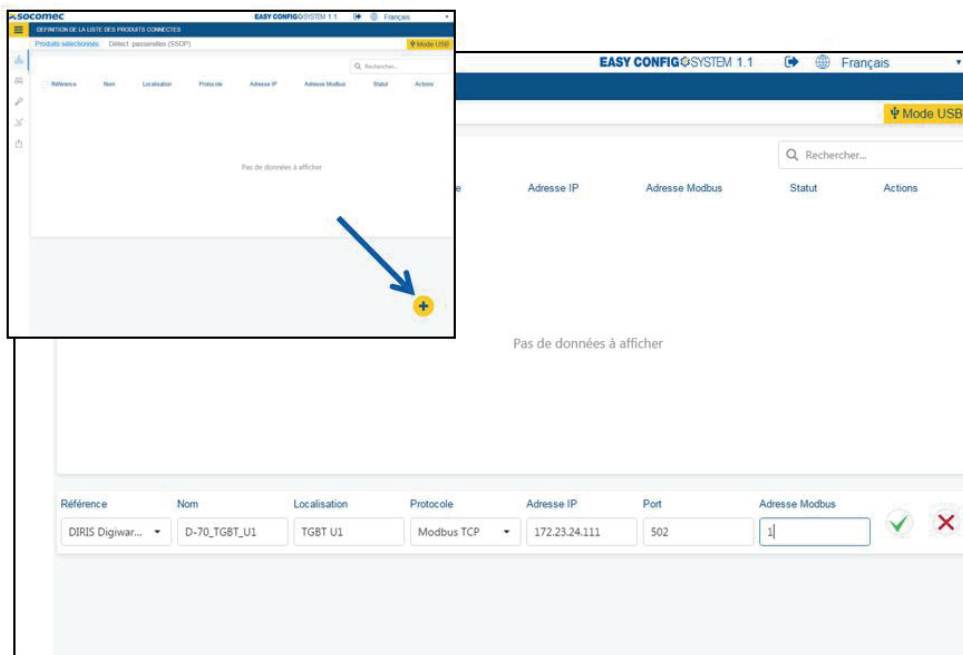 socomec
EASY CONFIG SYSTEM 1.1 Français
DEFINITION DE LA LISTE DES PRODUITS CONNECTES
Produits sélectionnés Détect. passerelles (SSDP) Mode USB
Rechercher...
Référence Nom Localisation Protocole Adresse IP Adresse Modbus Statut Actions
Pas de données à afficher
EASY CONFIG SYSTEM 1.1 Français
Mode USB
Rechercher...
e Adresse IP Adresse Modbus Statut Actions
Pas de données à afficher
Référence Nom Localisation Protocole Adresse IP Port Adresse Modbus
DIRIS Digiwar... D-70_TGBT_U1 TGBT U1 Modbus TCP 172.23.24.111 502 1